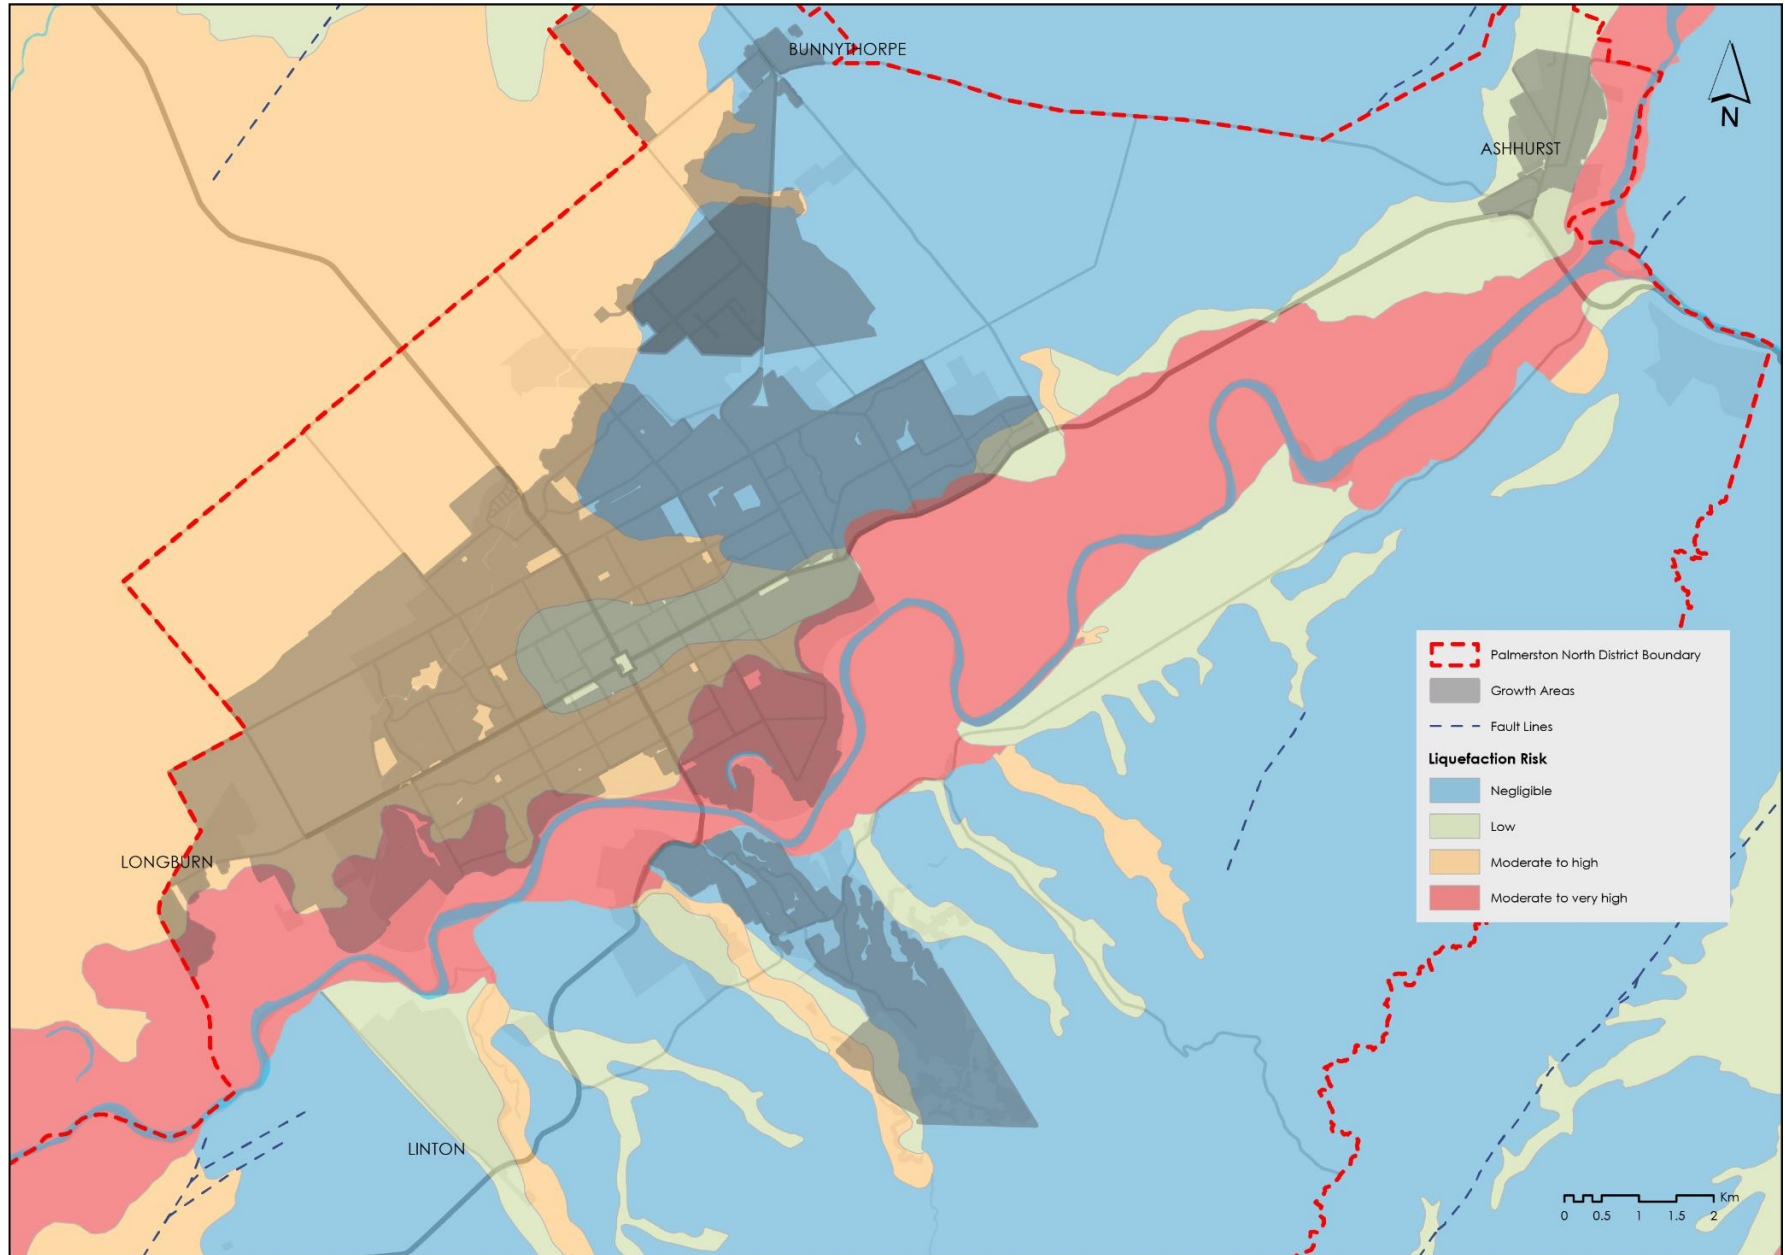 BUNNYTHORPE
N
ASHHURST
LONGBURN
LINTON
Palmerston North District Boundary
Growth Areas
Fault Lines
Liquefaction Risk
Negligible
Low
Moderate to high
Moderate to very high
Km
0 0.5 1 1.5 2